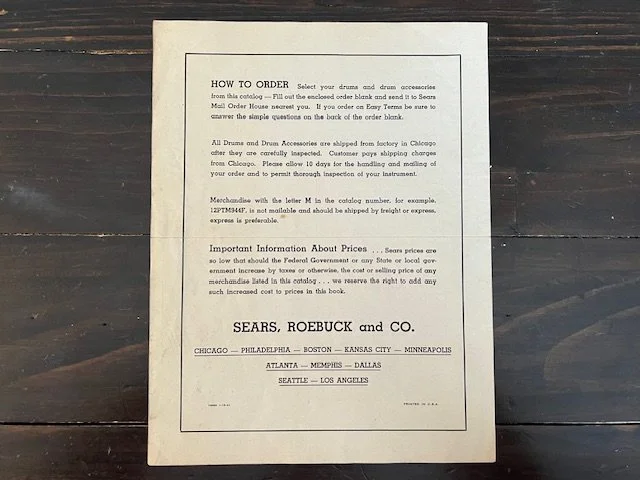 HOW TO ORDER Select your drums and drum accessories
from this catalog — Fill out the enclosed order blank and send it to Sears
Mail Order House nearest you. If you order on Easy Terms be sure to
answer the simple questions on the back of the order blank.
All Drums and Drum Accessories are shipped from factory in Chicago
after they are carefully inspected. Customer pays shipping charges
from Chicago. Please allow 10 days for the handling and mailing of
your order and to permit thorough inspection of your instrument.
Merchandise with the letter M in the catalog number, for example,
12PTM944F, is not mailable and should be shipped by freight or express,
express is preferable.
Important Information About Prices . . . Sears prices are
so low that should the Federal Government or any State or local gov-
ernment increase by taxes or otherwise, the cost or selling price of any
merchandise listed in this catalog . . . we reserve the right to add any
such increased cost to prices in this book.
SEARS, ROEBUCK and CO.
CHICAGO — PHILADELPHIA — BOSTON — KANSAS CITY — MINNEAPOLIS
ATLANTA — MEMPHIS — DALLAS
SEATTLE — LOS ANGELES
PRINTED IN U.S.A.